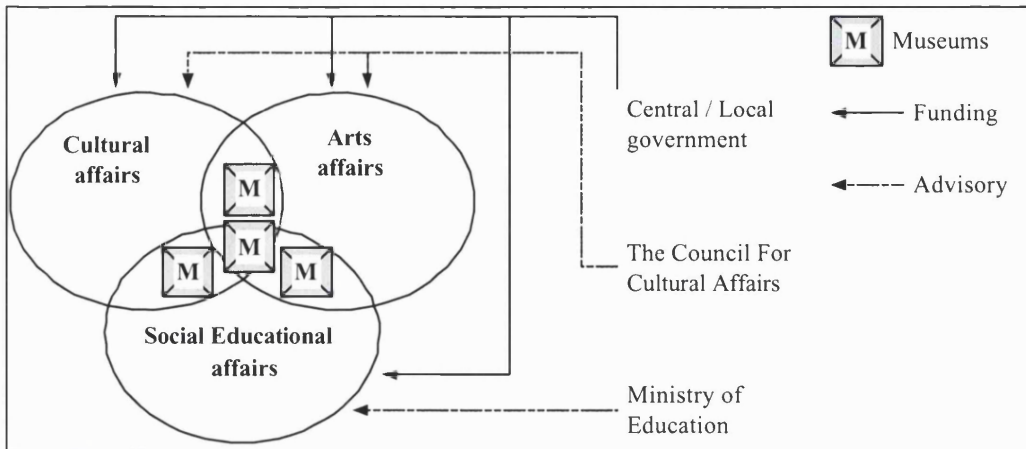 Cultural
affairs
Arts
affairs
M
M
M
M
Social Educational
affairs
Central / Local
government
The Council For
Cultural Affairs
Ministry of
Education
M
Museums
Funding
Advisory